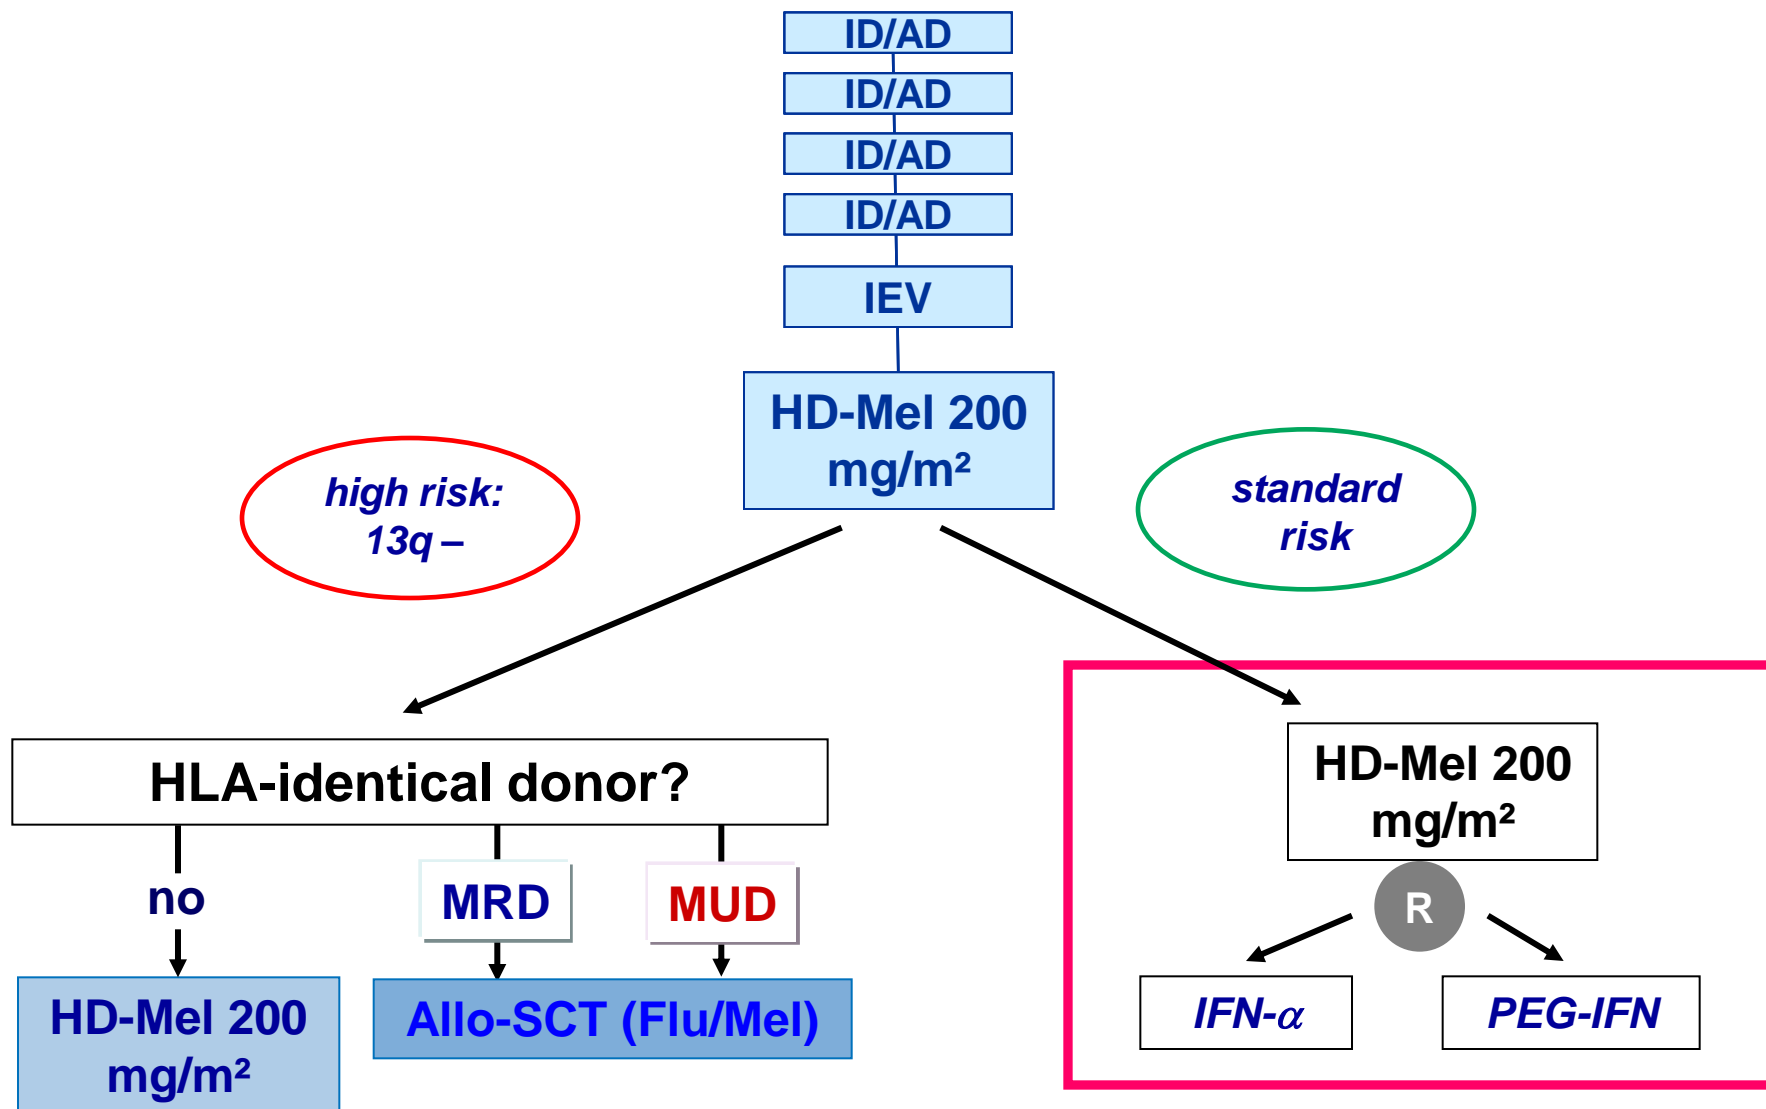 ID/AD
ID/AD
ID/AD
ID/AD
IEV
HD-Mel 200
mg/m²
high risk:
13q –
standard
risk
HLA-identical donor?
no
MRD
MUD
HD-Mel 200
mg/m²
Allo-SCT (Flu/Mel)
HD-Mel 200
mg/m²
R
IFN-α
PEG-IFN